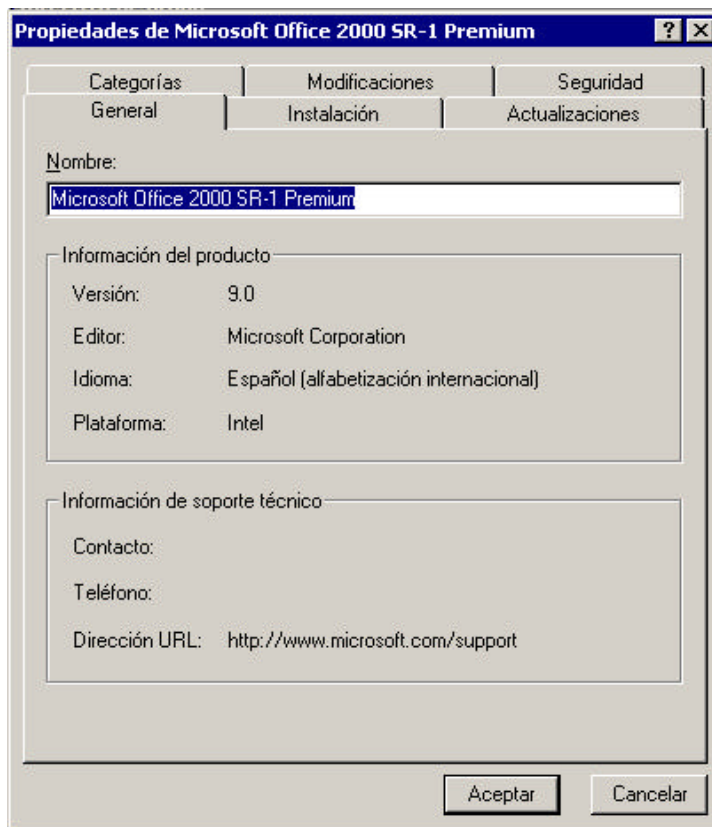 Propiedades de Microsoft Office 2000 SR-1 Premium
Categorías Modificaciones Seguridad
General Instalación Actualizaciones
Nombre:
Microsoft Office 2000 SR-1 Premium
Información del producto
Versión: 9.0
Editor: Microsoft Corporation
Idioma: Español (alfabetización internacional)
Plataforma: Intel
Información de soporte técnico
Contacto:
Teléfono:
Dirección URL: http://www.microsoft.com/support
Aceptar Cancelar